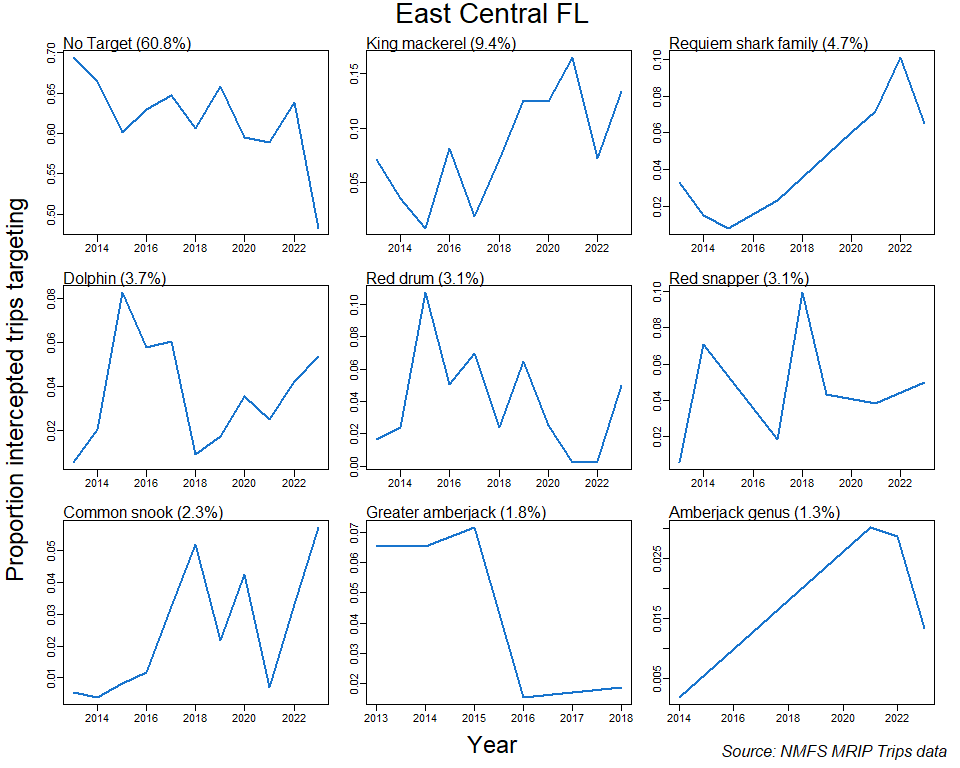 East Central FL
Proportion intercepted trips targeting
No Target (60.8%)
0.70
0.65
0.60
0.55
0.50
2014 2016 2018 2020 2022
King mackerel (9.4%)
0.15
0.10
0.05
2014 2016 2018 2020 2022
Requiem shark family (4.7%)
0.10
0.08
0.06
0.04
0.02
2014 2016 2018 2020 2022
Dolphin (3.7%)
0.08
0.06
0.04
0.02
2014 2016 2018 2020 2022
Red drum (3.1%)
0.10
0.08
0.06
0.04
0.02
0.00
2014 2016 2018 2020 2022
Red snapper (3.1%)
0.10
0.08
0.06
0.04
0.02
2014 2016 2018 2020 2022
Common snook (2.3%)
0.05
0.04
0.03
0.02
0.01
2014 2016 2018 2020 2022
Greater amberjack (1.8%)
0.07
0.06
0.05
0.04
0.03
0.02
2013 2014 2015 2016 2017 2018
Amberjack genus (1.3%)
0.025
0.015
0.005
2014 2016 2018 2020 2022
Year
Source: NMFS MRIP Trips data